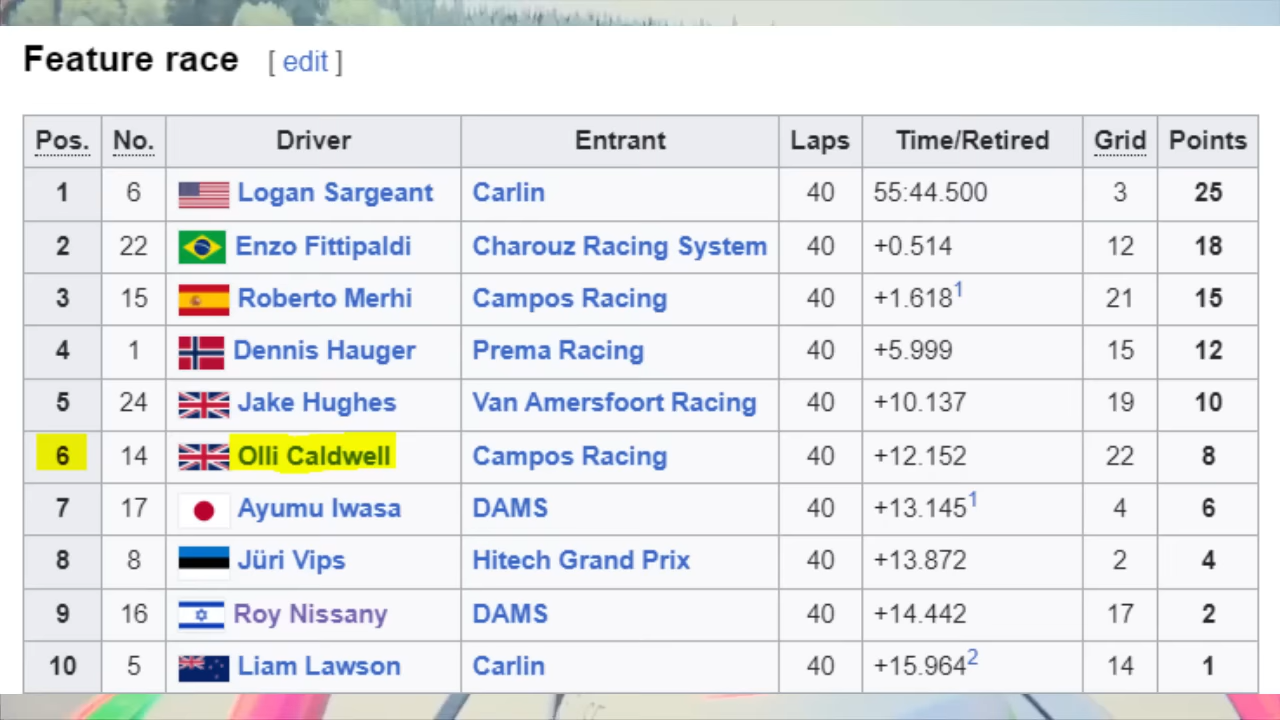 Feature race [ edit ]
Pos. No. Driver Entrant Laps Time/Retired Grid Points
1 6 Logan Sargeant Carlin 40 55:44.500 3 25
2 22 Enzo Fittipaldi Charouz Racing System 40 +0.514 12 18
3 15 Roberto Merhi Campos Racing 40 +1.618¹ 21 15
4 1 Dennis Hauger Prema Racing 40 +5.999 15 12
5 24 Jake Hughes Van Amersfoort Racing 40 +10.137 19 10
6 14 Olli Caldwell Campos Racing 40 +12.152 22 8
7 17 Ayumu Iwasa DAMS 40 +13.145¹ 4 6
8 8 Jüri Vips Hitech Grand Prix 40 +13.872 2 4
9 16 Roy Nissany DAMS 40 +14.442 17 2
10 5 Liam Lawson Carlin 40 +15.964² 14 1